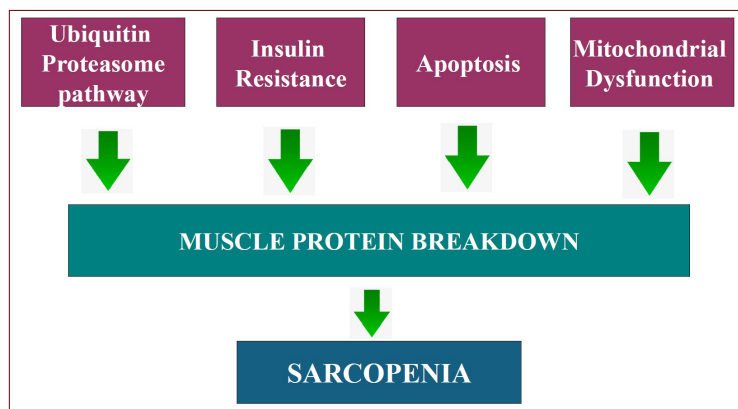 Ubiquitin
Proteasome
pathway
Insulin
Resistance
Apoptosis
Mitochondrial
Dysfunction
MUSCLE PROTEIN BREAKDOWN
SARCOPENIA